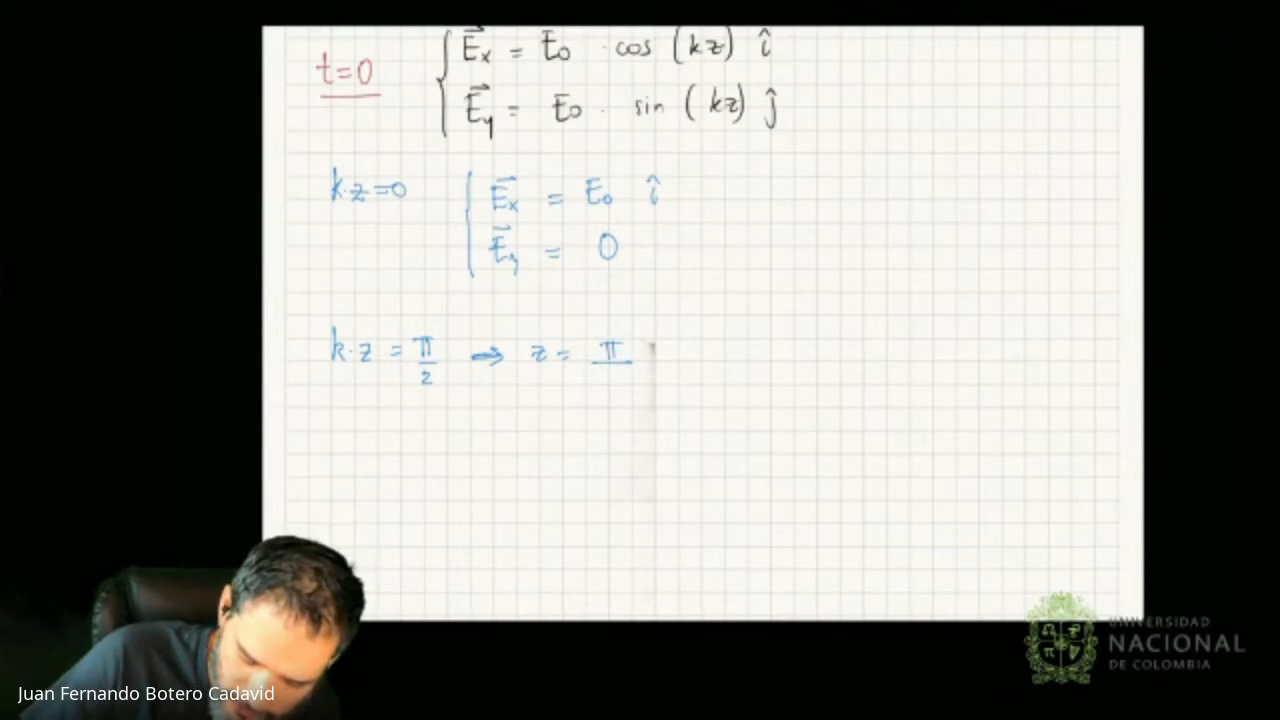 t=0
{ E⃗x = E₀ · cos (kz) î
E⃗y = E₀ · sin (kz) ĵ
k·z=0 { E⃗x = E₀ î
E⃗y = 0
k·z = π/2 ⇒ z = π
UNIVERSIDAD
NACIONAL
DE COLOMBIA
Juan Fernando Botero Cadavid